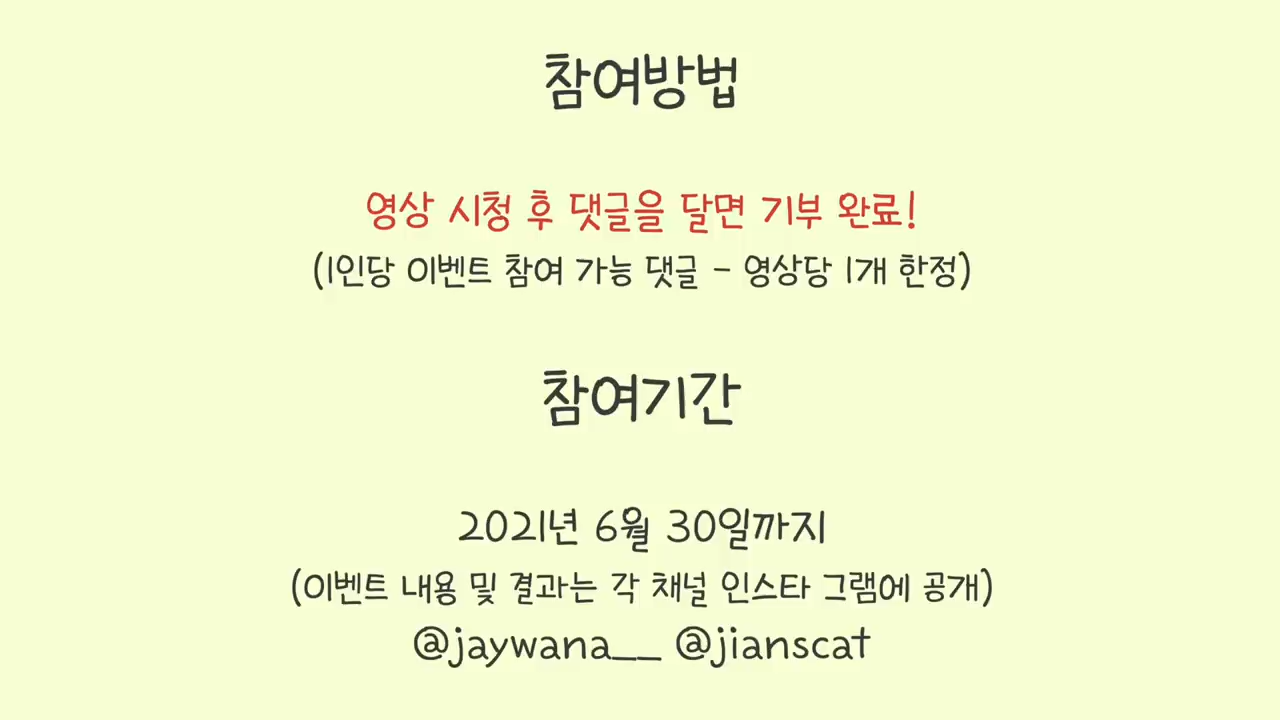 참여방법
영상 시청 후 댓글을 달면 기부 완료!
(1인당 이벤트 참여 가능 댓글 - 영상당 1개 한정)
참여기간
2021년 6월 30일까지
(이벤트 내용 및 결과는 각 채널 인스타 그램에 공개)
@jaywana__ @jianscat